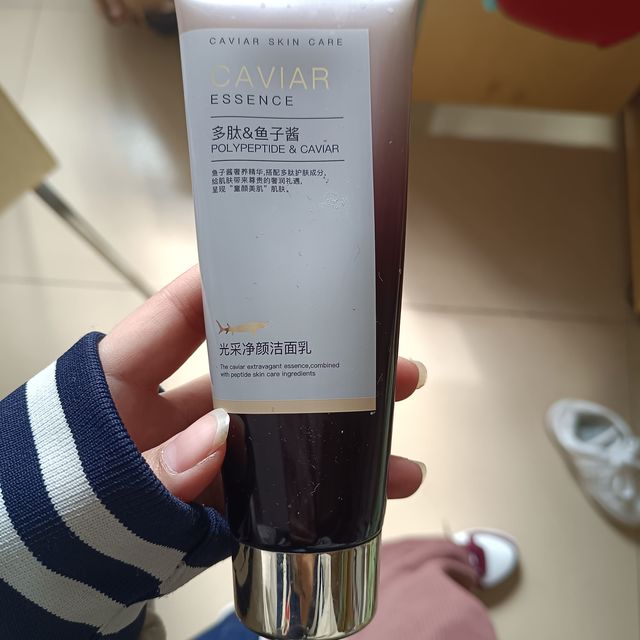 CAVIAR SKIN CARE
CAVIAR
ESSENCE
多肽&鱼子酱
POLYPEPTIDE & CAVIAR
鱼子酱奢养精华,搭配多肽护肤成分,
给肌肤带来尊贵的奢润礼遇,
呈现“童颜美肌”肌肤。
光采净颜洁面乳
The caviar extravagant essence,combined
with peptide skin care ingredients